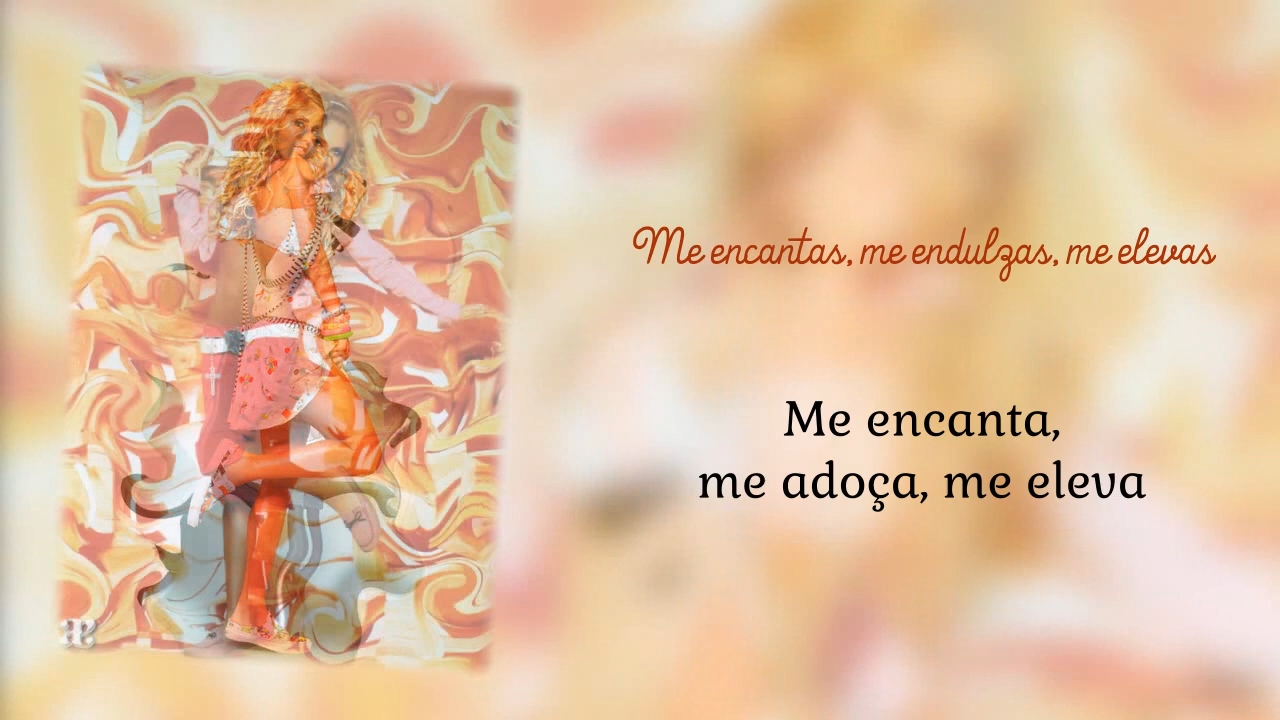 Me encantas, me endulzas, me elevas
Me encanta,
me adoça, me eleva